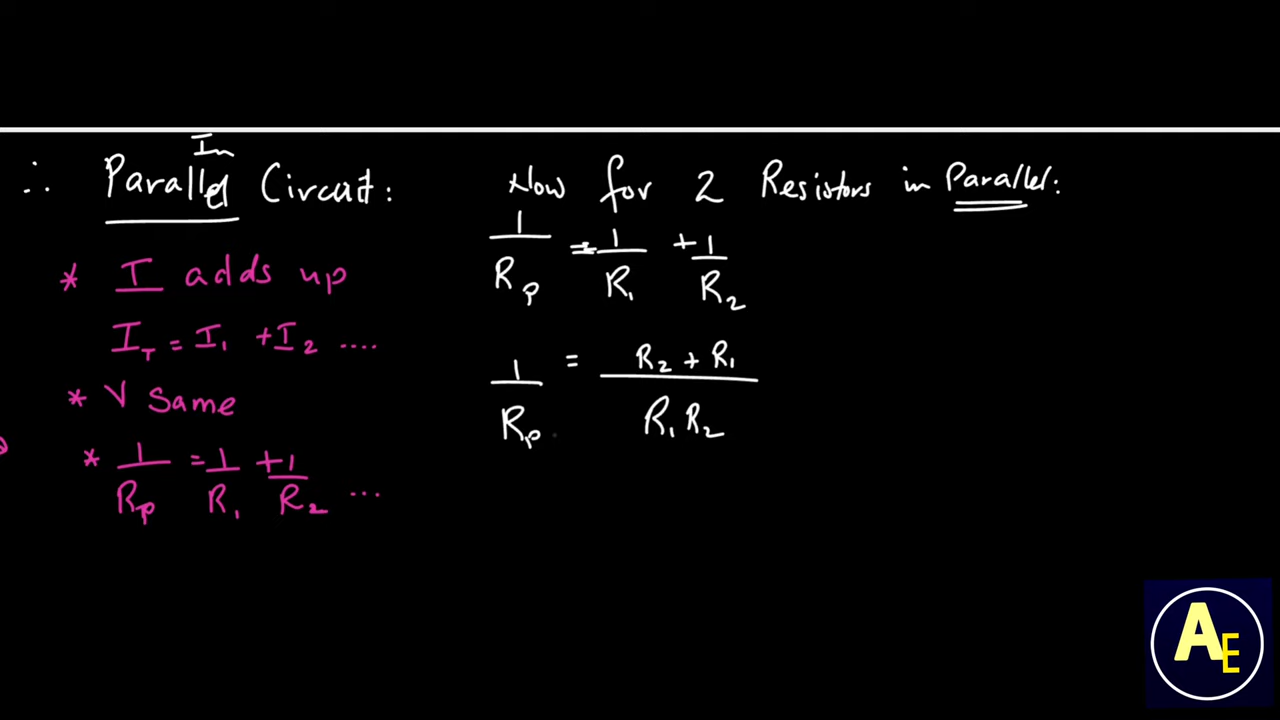 ∴ In Parallel Circuit:
* I adds up
I_T = I_1 + I_2 ....
* V Same
* 1/R_p = 1/R_1 + 1/R_2 ...
Now for 2 Resistors in Parallel:
1/R_p = 1/R_1 + 1/R_2
1/R_p = (R_2 + R_1)/(R_1 R_2)
AE